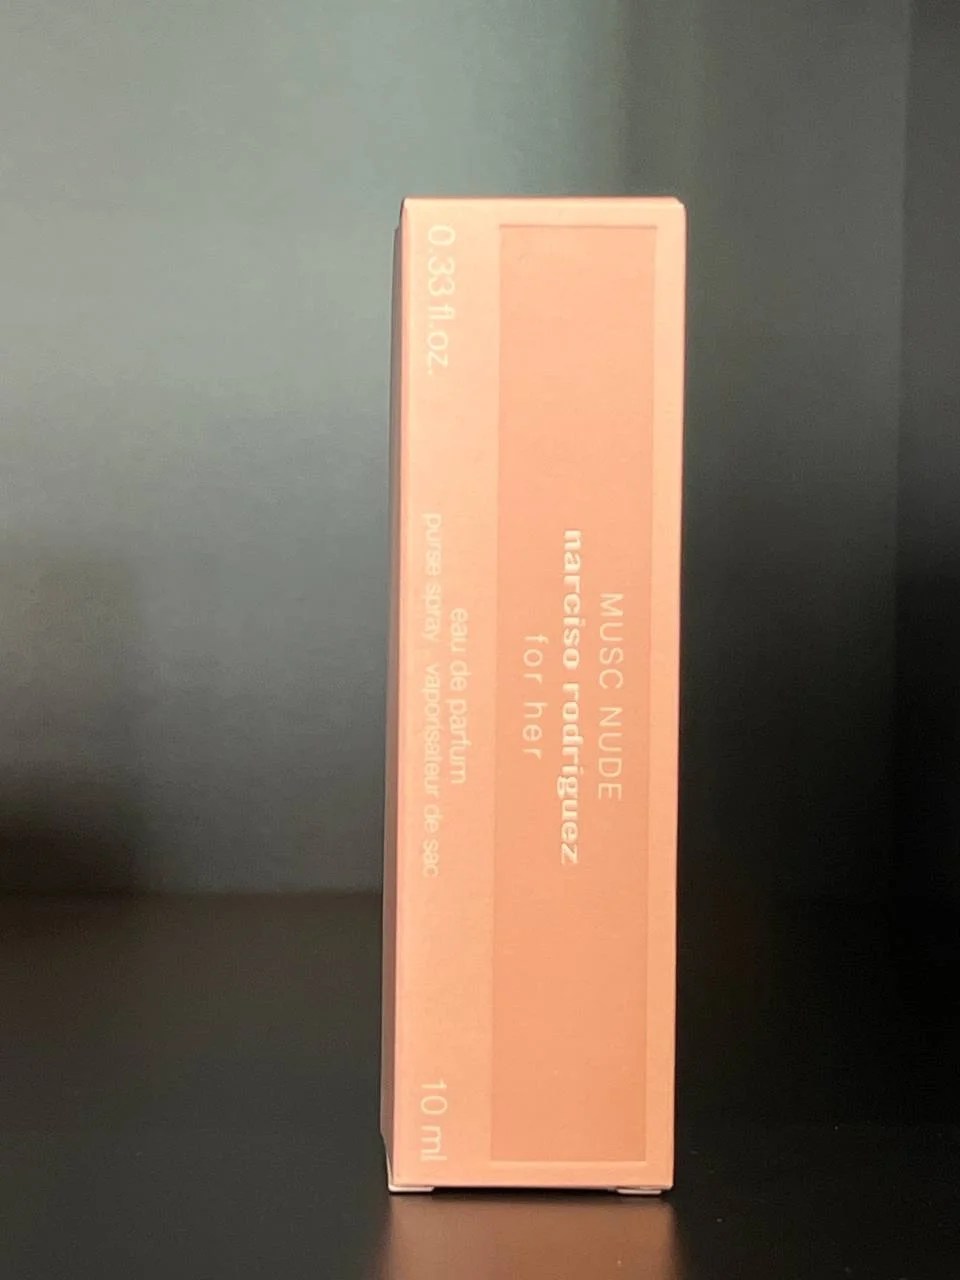 MUSC NUDE
narciso rodriguez
for her
0.33 fl.oz.
eau de parfum
purse spray . vaporisateur de sac
10 ml